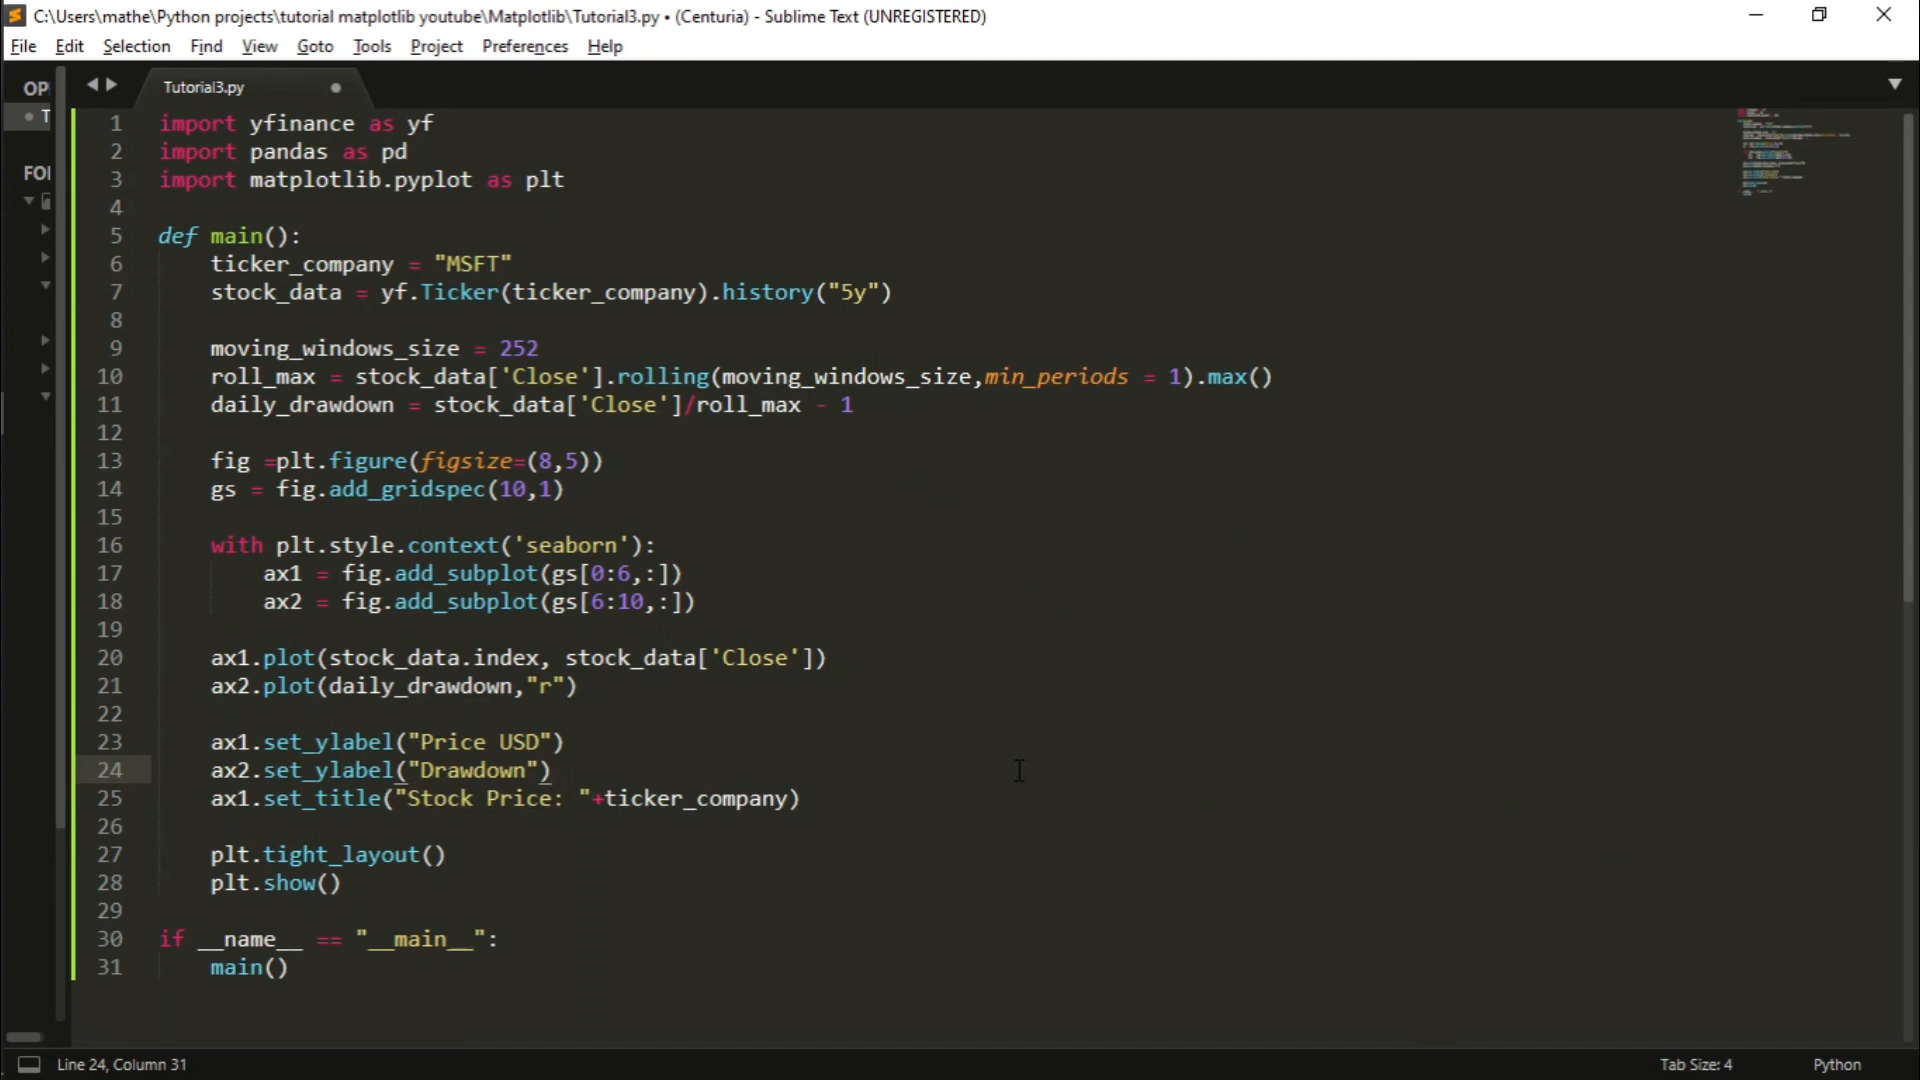 C:\Users\mathe\Python projects\tutorial matplotlib youtube\Matplotlib\Tutorial3.py • (Centuria) - Sublime Text (UNREGISTERED)
File Edit Selection Find View Goto Tools Project Preferences Help
OPI
Tutorial3.py
T
FOI
1 import yfinance as yf
2 import pandas as pd
3 import matplotlib.pyplot as plt
4
5 def main():
6 ticker_company = "MSFT"
7 stock_data = yf.Ticker(ticker_company).history("5y")
8
9 moving_windows_size = 252
10 roll_max = stock_data['Close'].rolling(moving_windows_size,min_periods = 1).max()
11 daily_drawdown = stock_data['Close']/roll_max - 1
12
13 fig =plt.figure(figsize=(8,5))
14 gs = fig.add_gridspec(10,1)
15
16 with plt.style.context('seaborn'):
17 ax1 = fig.add_subplot(gs[0:6,:])
18 ax2 = fig.add_subplot(gs[6:10,:])
19
20 ax1.plot(stock_data.index, stock_data['Close'])
21 ax2.plot(daily_drawdown,"r")
22
23 ax1.set_ylabel("Price USD")
24 ax2.set_ylabel("Drawdown")
25 ax1.set_title("Stock Price: "+ticker_company)
26
27 plt.tight_layout()
28 plt.show()
29
30 if __name__ == "__main__":
31 main()
Line 24, Column 31
Tab Size: 4
Python